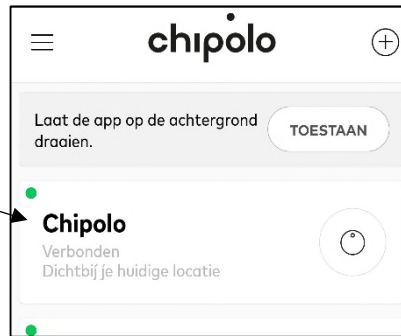 chipolo
Laat de app op de achtergrond
draaien.
TOESTAAN
Chipolo
Verbonden
Dichtbij je huidige locatie